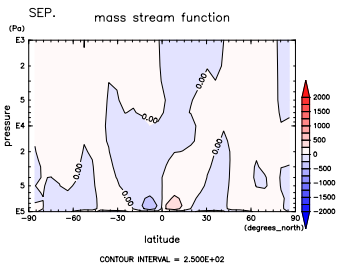 SEP.
mass stream function
(Pa)
E3
2
5
E4
2
5
E5
pressure
0.00
0.00
0.00
0.00
0.00
-90 -60 -30 0 30 60 90
(degrees_north)
latitude
2000
1500
1000
500
0
-500
-1000
-1500
-2000
CONTOUR INTERVAL = 2.500E+02